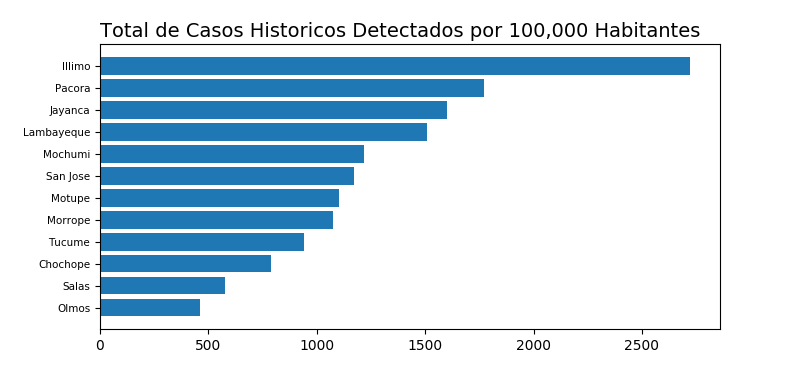 Total de Casos Historicos Detectados por 100,000 Habitantes
Illimo
Pacora
Jayanca
Lambayeque
Mochumi
San Jose
Motupe
Morrope
Tucume
Chochope
Salas
Olmos
0 500 1000 1500 2000 2500